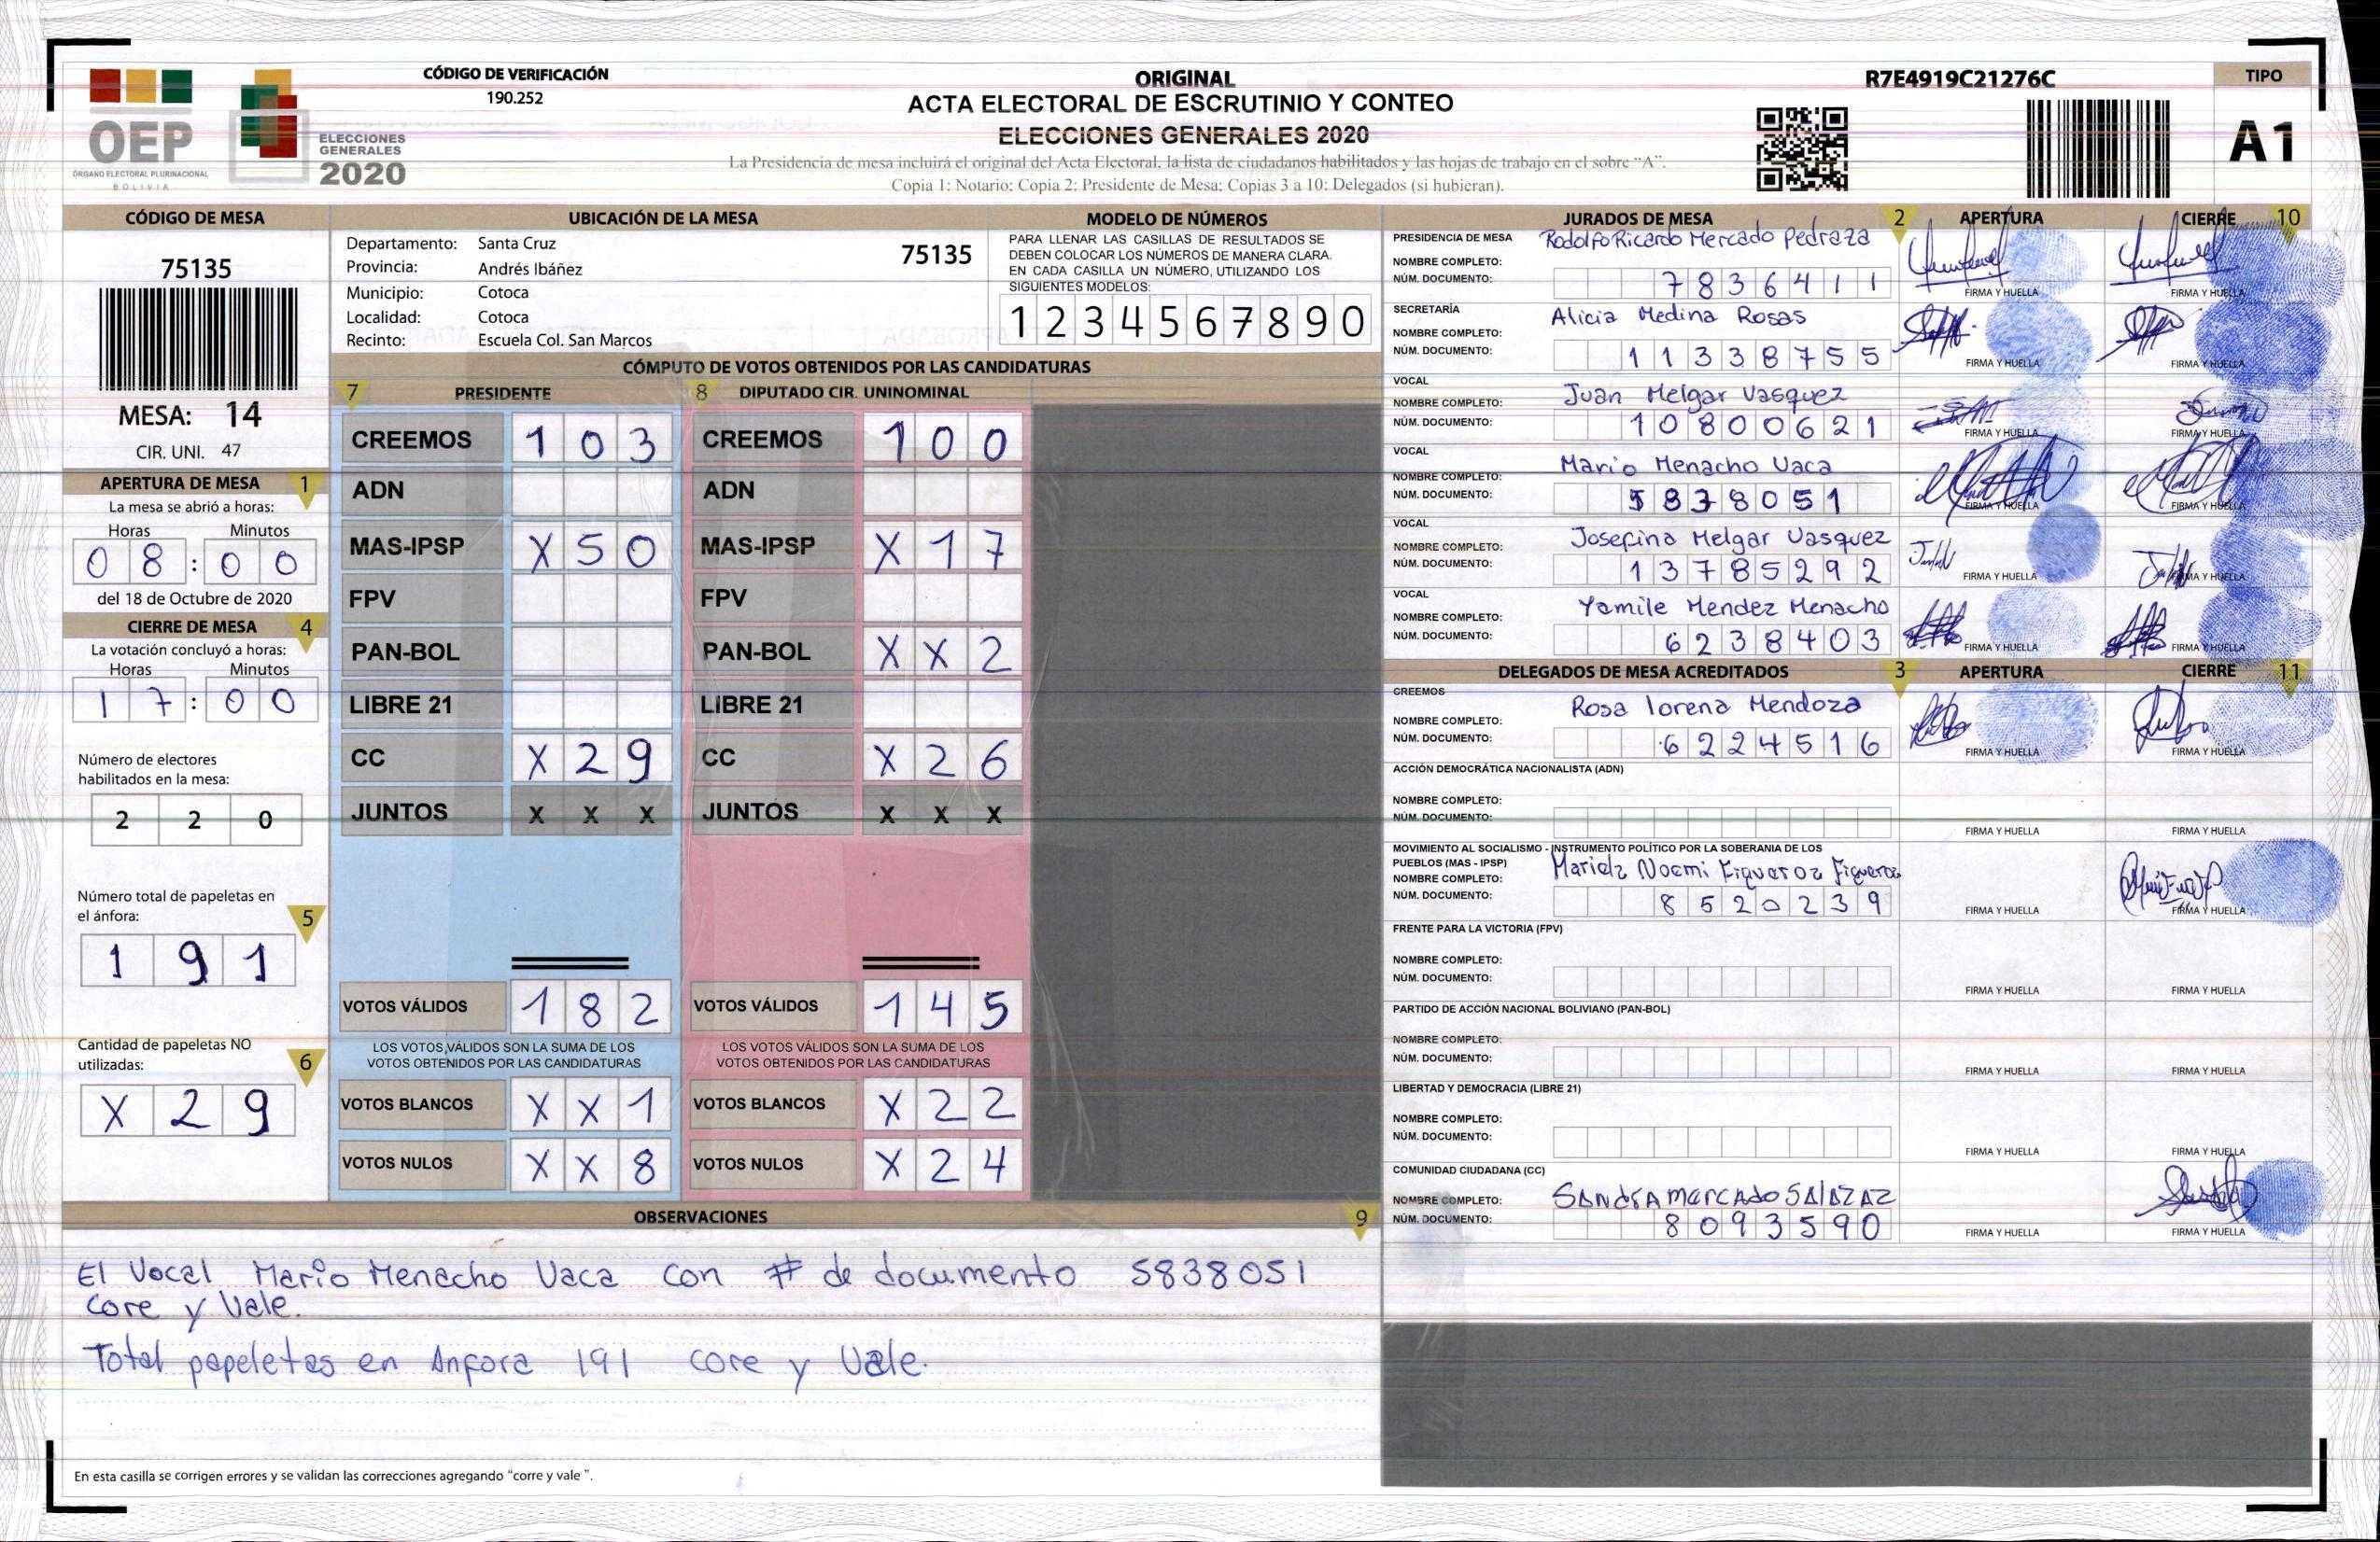 CÓDIGO DE VERIFICACIÓN
190.252
OEP
ÓRGANO ELECTORAL PLURINACIONAL
BOLIVIA
ELECCIONES
GENERALES
2020
ORIGINAL
ACTA ELECTORAL DE ESCRUTINIO Y CONTEO
ELECCIONES GENERALES 2020
La Presidencia de mesa incluirá el original del Acta Electoral, la lista de ciudadanos habilitados y las hojas de trabajo en el sobre “A”.
Copia 1: Notario; Copia 2: Presidente de Mesa; Copias 3 a 10: Delegados (si hubieran).
R7E4919C21276C
TIPO
A1
CÓDIGO DE MESA
75135
MESA: 14
CIR. UNI. 47
APERTURA DE MESA 1
La mesa se abrió a horas:
Horas Minutos
0 8 : 0 0
del 18 de Octubre de 2020
CIERRE DE MESA 4
La votación concluyó a horas:
Horas Minutos
1 7 : 0 0
Número de electores
habilitados en la mesa:
2 2 0
Número total de papeletas en
el ánfora: 5
1 9 1
Cantidad de papeletas NO
utilizadas: 6
X 2 9
UBICACIÓN DE LA MESA
Departamento: Santa Cruz 75135
Provincia: Andrés Ibáñez
Municipio: Cotoca
Localidad: Cotoca
Recinto: Escuela Col. San Marcos
MODELO DE NÚMEROS
PARA LLENAR LAS CASILLAS DE RESULTADOS SE
DEBEN COLOCAR LOS NÚMEROS DE MANERA CLARA.
EN CADA CASILLA UN NÚMERO, UTILIZANDO LOS
SIGUIENTES MODELOS:
1 2 3 4 5 6 7 8 9 0
CÓMPUTO DE VOTOS OBTENIDOS POR LAS CANDIDATURAS
7 PRESIDENTE
CREEMOS 1 0 3
ADN
MAS-IPSP X 5 0
FPV
PAN-BOL
LIBRE 21
CC X 2 9
JUNTOS X X X
VOTOS VÁLIDOS 1 8 2
LOS VOTOS VÁLIDOS SON LA SUMA DE LOS
VOTOS OBTENIDOS POR LAS CANDIDATURAS
VOTOS BLANCOS X X 1
VOTOS NULOS X X 8
8 DIPUTADO CIR. UNINOMINAL
CREEMOS 1 0 0
ADN
MAS-IPSP X 1 7
FPV
PAN-BOL X X 2
LIBRE 21
CC X 2 6
JUNTOS X X X
VOTOS VÁLIDOS 1 4 5
LOS VOTOS VÁLIDOS SON LA SUMA DE LOS
VOTOS OBTENIDOS POR LAS CANDIDATURAS
VOTOS BLANCOS X 2 2
VOTOS NULOS X 2 4
OBSERVACIONES 9
El Vocal Mario Menacho Vaca con # de documento 5838051
Core y Vale.
Total papeletas en Anfora 191 core y Vale.
En esta casilla se corrigen errores y se validan las correcciones agregando “corre y vale ”.
JURADOS DE MESA 2 APERTURA CIERRE 10
PRESIDENCIA DE MESA Rodolfo Ricardo Mercado Pedraza
NOMBRE COMPLETO:
NÚM. DOCUMENTO: 7 8 3 6 4 1 1 FIRMA Y HUELLA FIRMA Y HUELLA
SECRETARÍA Alicia Medina Rosas
NOMBRE COMPLETO:
NÚM. DOCUMENTO: 1 1 3 3 8 7 5 5 FIRMA Y HUELLA FIRMA Y HUELLA
VOCAL
NOMBRE COMPLETO: Juan Melgar Vasquez
NÚM. DOCUMENTO: 1 0 8 0 0 6 2 1 FIRMA Y HUELLA FIRMA Y HUELLA
VOCAL
NOMBRE COMPLETO: Mario Menacho Vaca
NÚM. DOCUMENTO: 5 8 3 8 0 5 1 FIRMA Y HUELLA FIRMA Y HUELLA
VOCAL
NOMBRE COMPLETO: Josefina Melgar Vasquez
NÚM. DOCUMENTO: 1 3 7 8 5 2 9 2 FIRMA Y HUELLA FIRMA Y HUELLA
VOCAL
NOMBRE COMPLETO: Yamile Mendez Menacho
NÚM. DOCUMENTO: 6 2 3 8 4 0 3 FIRMA Y HUELLA FIRMA Y HUELLA
DELEGADOS DE MESA ACREDITADOS 3 APERTURA CIERRE 11
CREEMOS
NOMBRE COMPLETO: Rosa lorena Mendoza
NÚM. DOCUMENTO: 6 2 2 4 5 1 6 FIRMA Y HUELLA FIRMA Y HUELLA
ACCIÓN DEMOCRÁTICA NACIONALISTA (ADN)
NOMBRE COMPLETO:
NÚM. DOCUMENTO: FIRMA Y HUELLA FIRMA Y HUELLA
MOVIMIENTO AL SOCIALISMO - INSTRUMENTO POLÍTICO POR LA SOBERANIA DE LOS
PUEBLOS (MAS - IPSP)
NOMBRE COMPLETO: Mariela Noemi Figueroa Figueroa
NÚM. DOCUMENTO: 8 5 2 0 2 3 9 FIRMA Y HUELLA FIRMA Y HUELLA
FRENTE PARA LA VICTORIA (FPV)
NOMBRE COMPLETO:
NÚM. DOCUMENTO: FIRMA Y HUELLA FIRMA Y HUELLA
PARTIDO DE ACCIÓN NACIONAL BOLIVIANO (PAN-BOL)
NOMBRE COMPLETO:
NÚM. DOCUMENTO: FIRMA Y HUELLA FIRMA Y HUELLA
LIBERTAD Y DEMOCRACIA (LIBRE 21)
NOMBRE COMPLETO:
NÚM. DOCUMENTO: FIRMA Y HUELLA FIRMA Y HUELLA
COMUNIDAD CIUDADANA (CC)
NOMBRE COMPLETO: SANdrA mercAdo SAlAZAZ
NÚM. DOCUMENTO: 8 0 9 3 5 9 0 FIRMA Y HUELLA FIRMA Y HUELLA